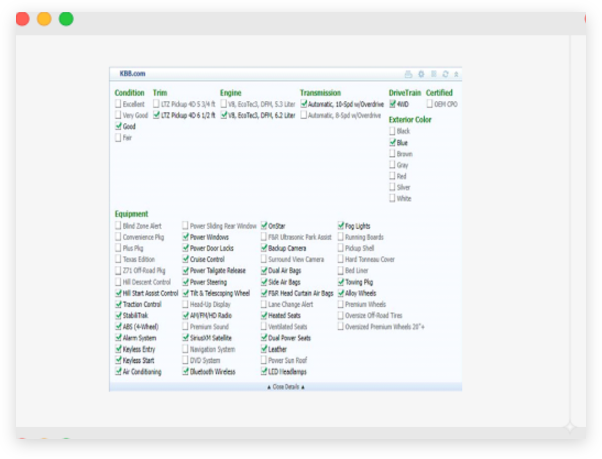 KBB.com
Condition Trim Engine Transmission DriveTrain Certified
Excellent LTZ Pickup 4D 5 3/4 ft V8, EcoTec3, DFM, 5.3 Liter Automatic, 10-Spd w/Overdrive 4WD OEM CPO
Very Good LTZ Pickup 4D 6 1/2 ft V8, EcoTec3, DFM, 6.2 Liter Automatic, 8-Spd w/Overdrive
Exterior Color
Good
Black
Fair
Blue
Brown
Gray
Red
Silver
White
Equipment
Blind Zone Alert Power Sliding Rear Window OnStar Fog Lights
Convenience Pkg Power Windows F&R Ultrasonic Park Assist Running Boards
Plus Pkg Power Door Locks Backup Camera Pickup Shell
Texas Edition Cruise Control Surround View Camera Hard Tonneau Cover
Z71 Off-Road Pkg Power Tailgate Release Dual Air Bags Bed Liner
Hill Descent Control Power Steering Side Air Bags Towing Pkg
Hill Start Assist Control Tilt & Telescoping Wheel F&R Head Curtain Air Bags Alloy Wheels
Traction Control Head-Up Display Lane Change Alert Premium Wheels
StabiliTrak AM/FM/HD Radio Heated Seats Oversize Off-Road Tires
ABS (4-Wheel) Premium Sound Ventilated Seats Oversized Premium Wheels 20"+
Alarm System SiriusXM Satellite Dual Power Seats
Keyless Entry Navigation System Leather
Keyless Start DVD System Power Sun Roof
Air Conditioning Bluetooth Wireless LED Headlamps
▲ Close Details ▲